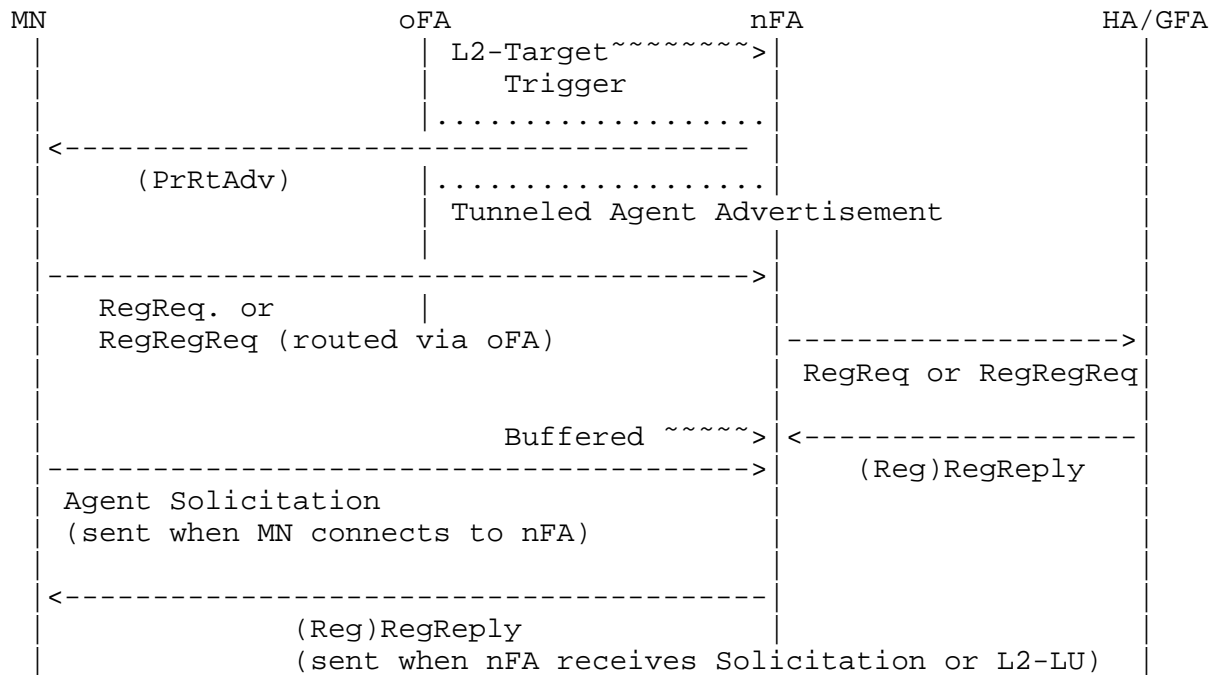 MN oFA nFA HA/GFA
L2-Target~~~~~~~~>
Trigger
(PrRtAdv)
Tunneled Agent Advertisement
RegReq. or
RegRegReq (routed via oFA)
RegReq or RegRegReq
Buffered ~~~~~>
(Reg)RegReply
Agent Solicitation
(sent when MN connects to nFA)
(Reg)RegReply
(sent when nFA receives Solicitation or L2-LU)